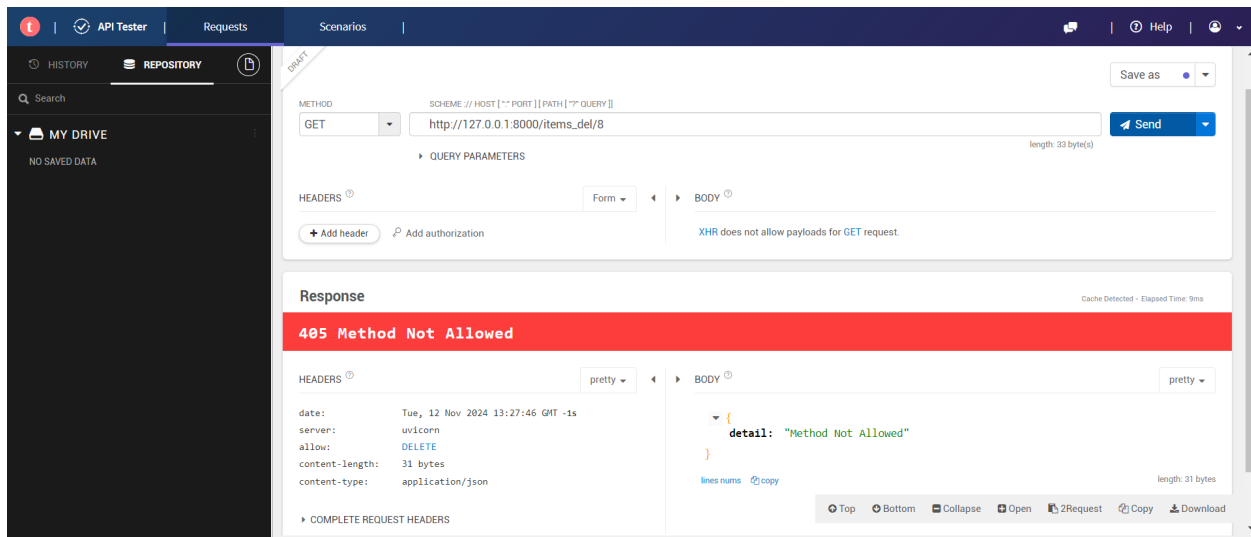 t | API Tester | Requests Scenarios | | Help |
HISTORY REPOSITORY
Search
MY DRIVE
NO SAVED DATA
DRAFT
Save as
METHOD SCHEME :// HOST [ ":" PORT ] [ PATH [ "?" QUERY ]]
GET http://127.0.0.1:8000/items_del/8 Send
length: 33 byte(s)
QUERY PARAMETERS
HEADERS ? Form BODY ?
+ Add header Add authorization XHR does not allow payloads for GET request.
Response Cache Detected - Elapsed Time: 9ms
405 Method Not Allowed
HEADERS ? pretty BODY ? pretty
date: Tue, 12 Nov 2024 13:27:46 GMT -1s
server: uvicorn
allow: DELETE
content-length: 31 bytes
content-type: application/json
COMPLETE REQUEST HEADERS
{
detail: "Method Not Allowed"
}
lines nums copy length: 31 bytes
Top Bottom Collapse Open 2Request Copy Download